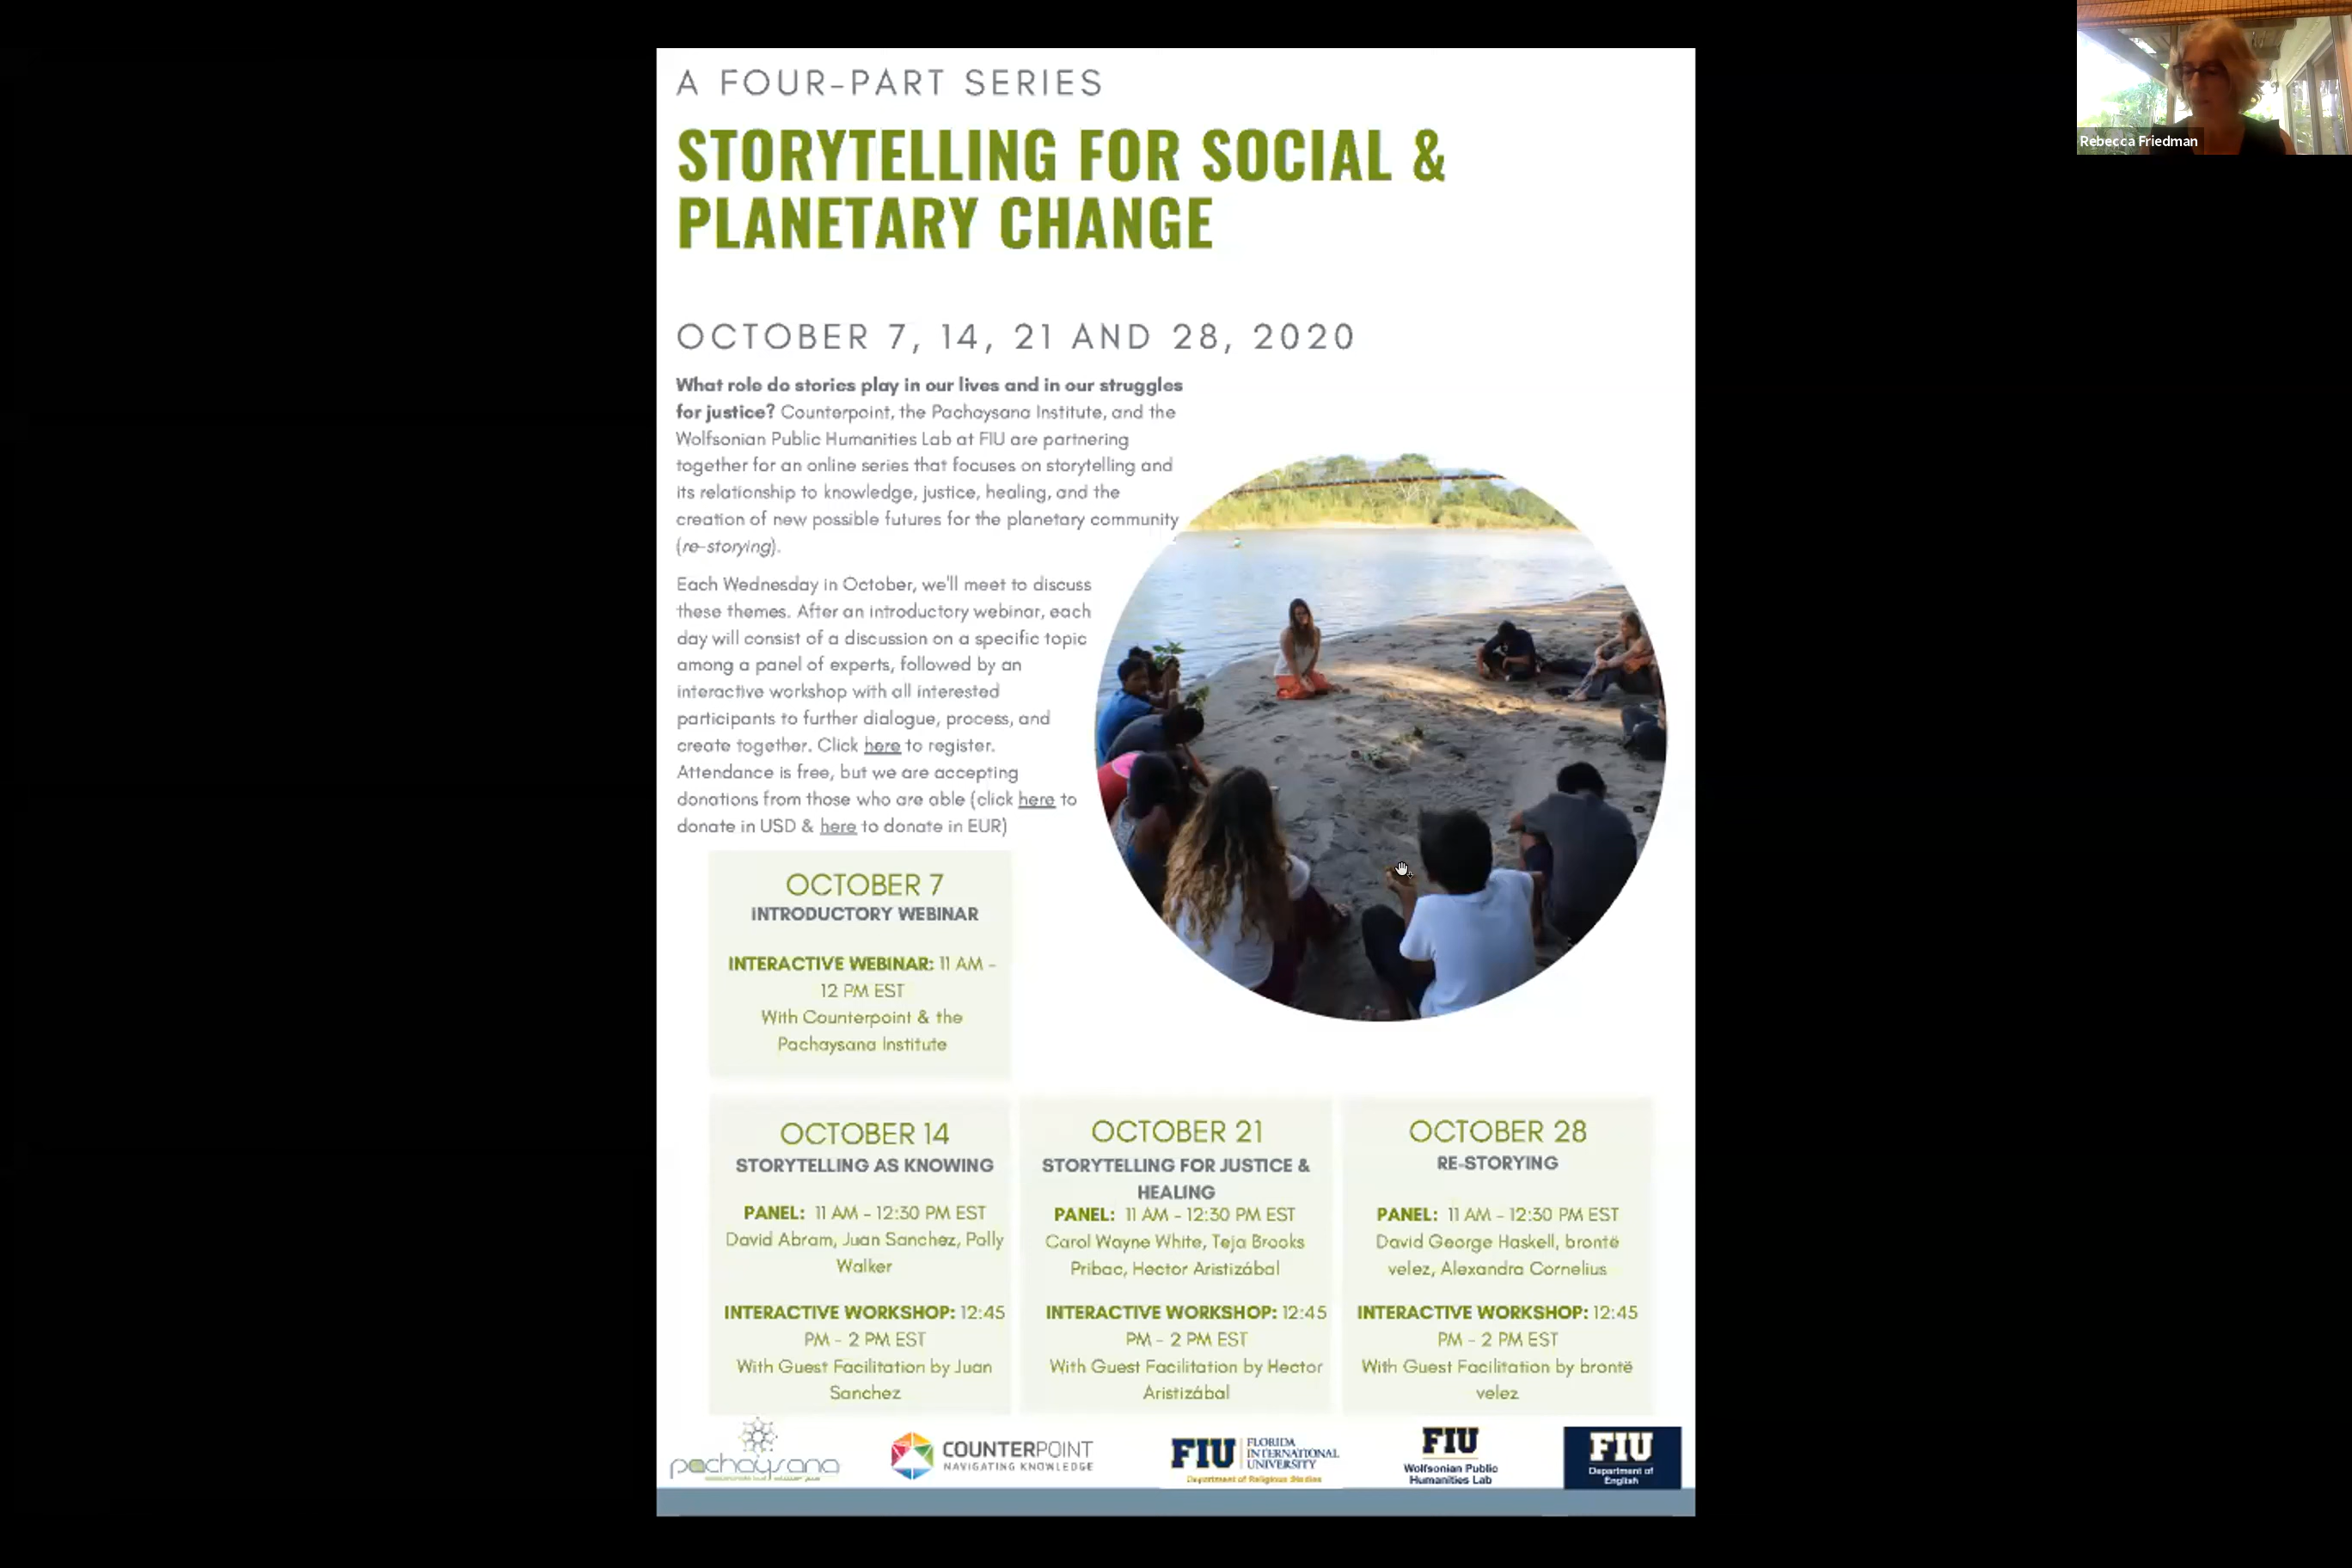 A FOUR-PART SERIES
STORYTELLING FOR SOCIAL &
PLANETARY CHANGE
OCTOBER 7, 14, 21 AND 28, 2020
What role do stories play in our lives and in our struggles
for justice? Counterpoint, the Pachaysana Institute, and the
Wolfsonian Public Humanities Lab at FIU are partnering
together for an online series that focuses on storytelling and
its relationship to knowledge, justice, healing, and the
creation of new possible futures for the planetary community
(re-storying).
Each Wednesday in October, we'll meet to discuss
these themes. After an introductory webinar, each
day will consist of a discussion on a specific topic
among a panel of experts, followed by an
interactive workshop with all interested
participants to further dialogue, process, and
create together. Click here to register.
Attendance is free, but we are accepting
donations from those who are able (click here to
donate in USD & here to donate in EUR)
OCTOBER 7
INTRODUCTORY WEBINAR
INTERACTIVE WEBINAR: 11 AM -
12 PM EST
With Counterpoint & the
Pachaysana Institute
OCTOBER 14
STORYTELLING AS KNOWING
PANEL: 11 AM - 12:30 PM EST
David Abram, Juan Sanchez, Polly
Walker
INTERACTIVE WORKSHOP: 12:45
PM - 2 PM EST
With Guest Facilitation by Juan
Sanchez
OCTOBER 21
STORYTELLING FOR JUSTICE &
HEALING
PANEL: 11 AM - 12:30 PM EST
Carol Wayne White, Teja Brooks
Pribac, Hector Aristizábal
INTERACTIVE WORKSHOP: 12:45
PM - 2 PM EST
With Guest Facilitation by Hector
Aristizábal
OCTOBER 28
RE-STORYING
PANEL: 11 AM - 12:30 PM EST
David George Haskell, brontë
velez, Alexandra Cornelius
INTERACTIVE WORKSHOP: 12:45
PM - 2 PM EST
With Guest Facilitation by brontë
velez
pachaysana
COUNTERPOINT
NAVIGATING KNOWLEDGE
FIU
FLORIDA
INTERNATIONAL
UNIVERSITY
Department of Religious Studies
FIU
Wolfsonian Public
Humanities Lab
FIU
Department of
English
Rebecca Friedman